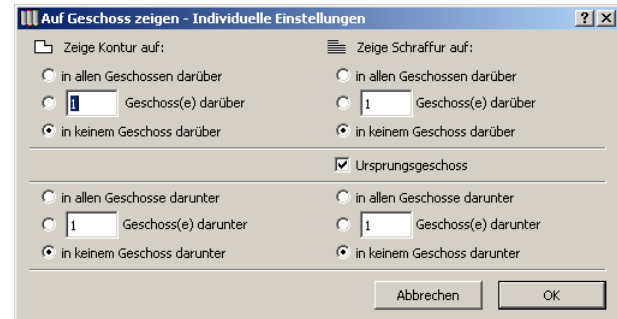 Auf Geschoss zeigen - Individuelle Einstellungen
Zeige Kontur auf:
in allen Geschossen darüber
1 Geschoss(e) darüber
in keinem Geschoss darüber
Zeige Schraffur auf:
in allen Geschossen darüber
1 Geschoss(e) darüber
in keinem Geschoss darüber
Ursprungsgeschoss
in allen Geschosse darunter
1 Geschoss(e) darunter
in keinem Geschoss darunter
in allen Geschosse darunter
1 Geschoss(e) darunter
in keinem Geschoss darunter
Abbrechen
OK